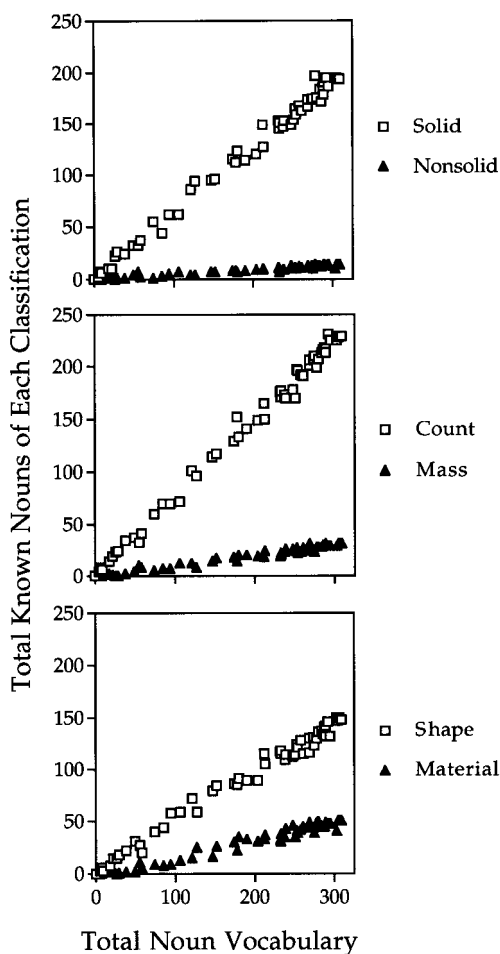 Total Known Nouns of Each Classification
250
200
150
100
50
0
Solid
Nonsolid
250
200
150
100
50
0
Count
Mass
250
200
150
100
50
0
Shape
Material
0 100 200 300
Total Noun Vocabulary